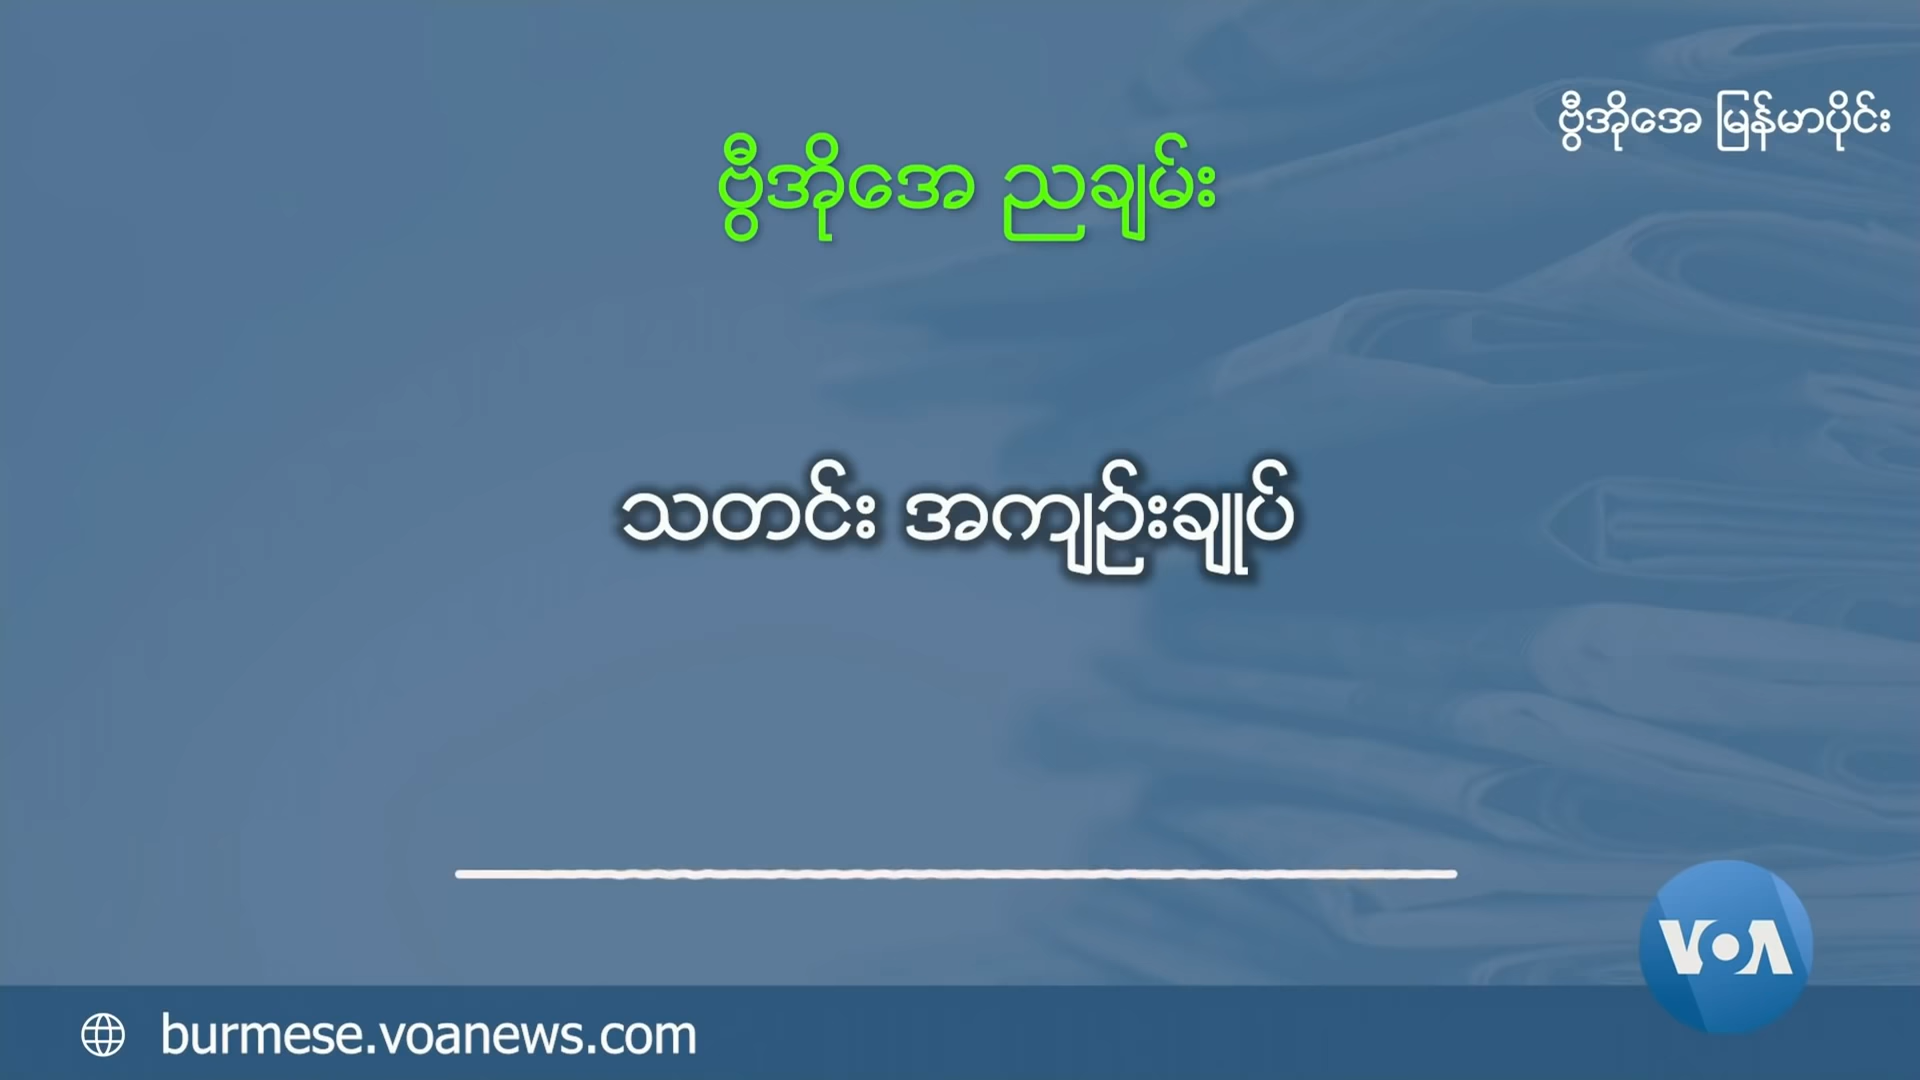 ဗွီအိုအေ မြန်မာပိုင်း
ဗွီအိုအေ ညချမ်း
သတင်း အကျဉ်းချုပ်
VOA
burmese.voanews.com